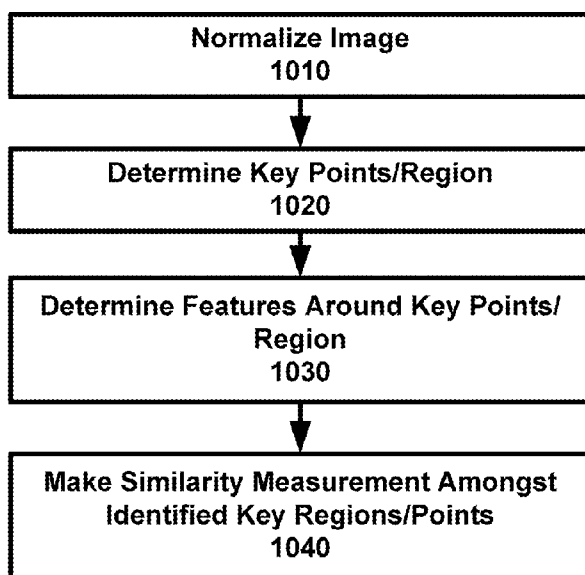 Normalize Image
1010
Determine Key Points/Region
1020
Determine Features Around Key Points/
Region
1030
Make Similarity Measurement Amongst
Identified Key Regions/Points
1040